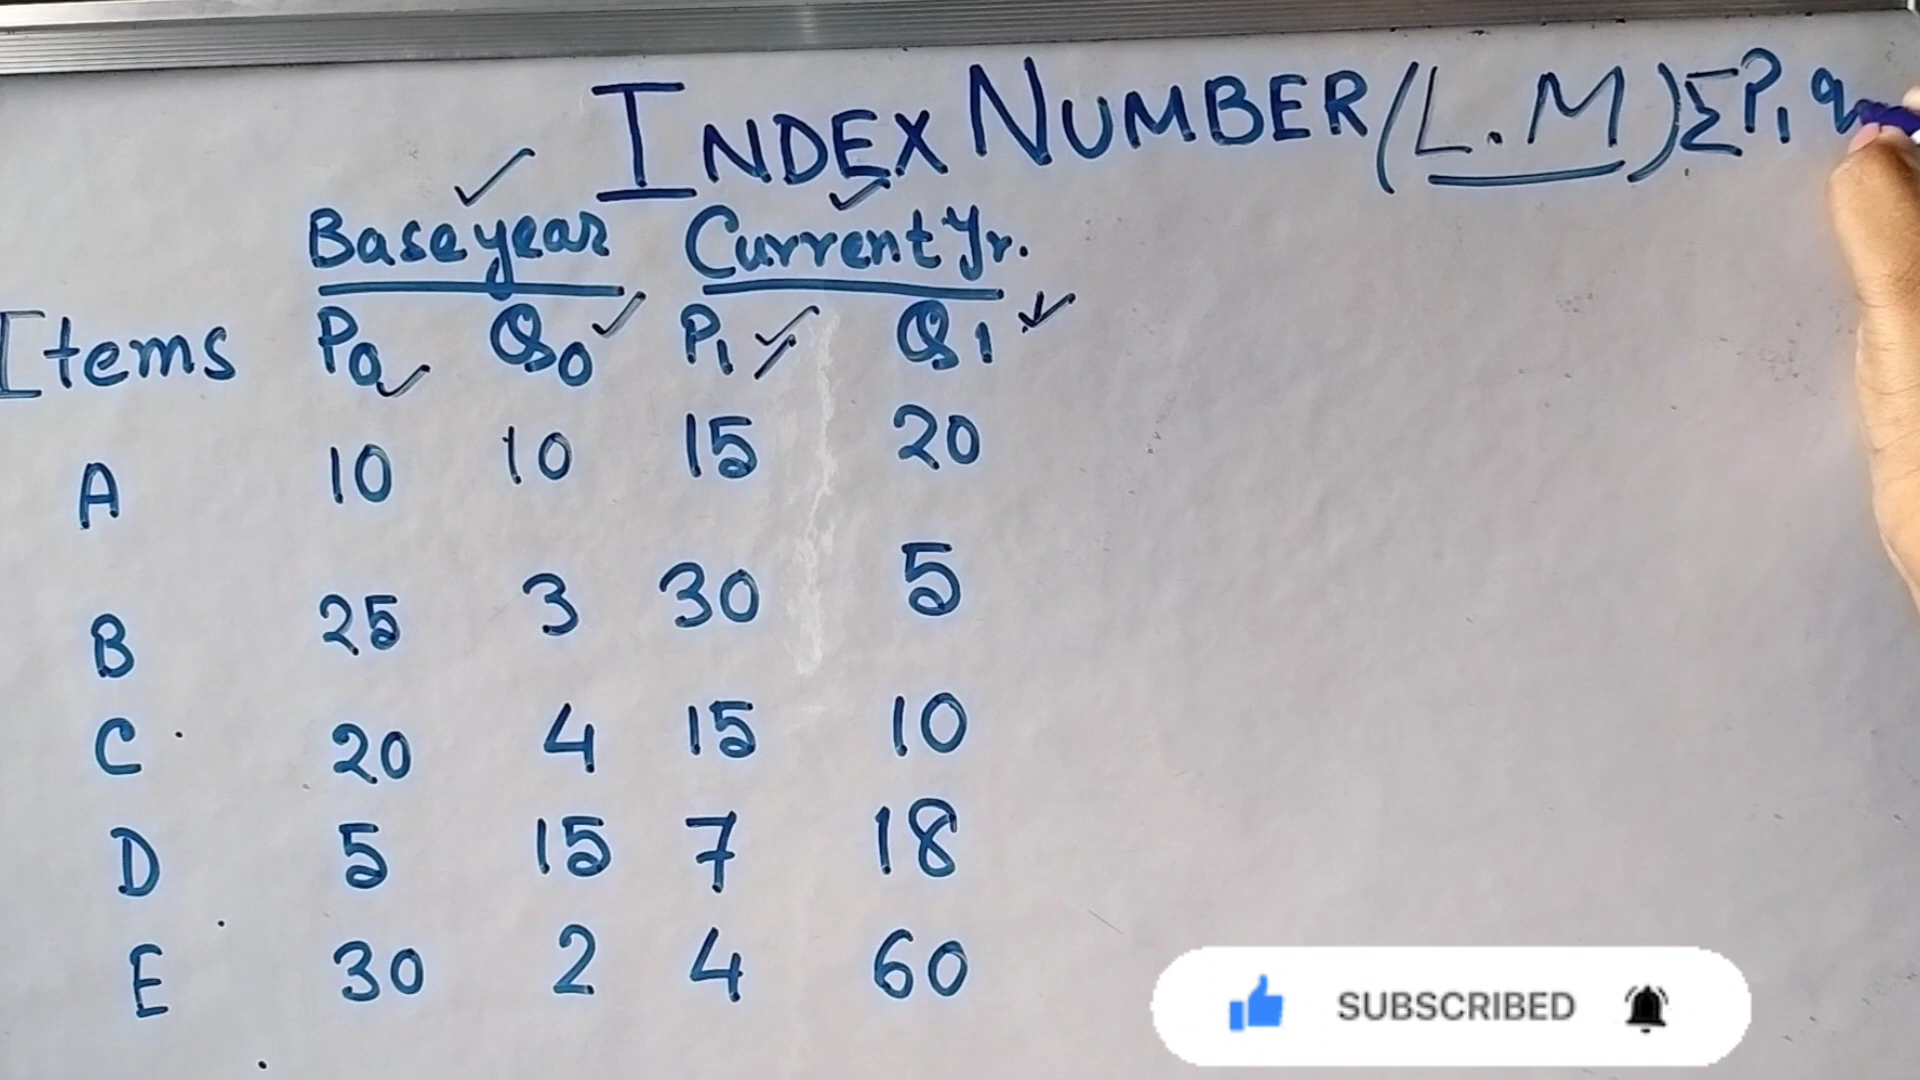 INDEX NUMBER (L.M) ΣP₁q
Base year Current Yr.
Items P₀ Q₀ P₁ Q₁
A 10 10 15 20
B 25 3 30 5
C 20 4 15 10
D 5 15 7 18
E 30 2 4 60
SUBSCRIBED